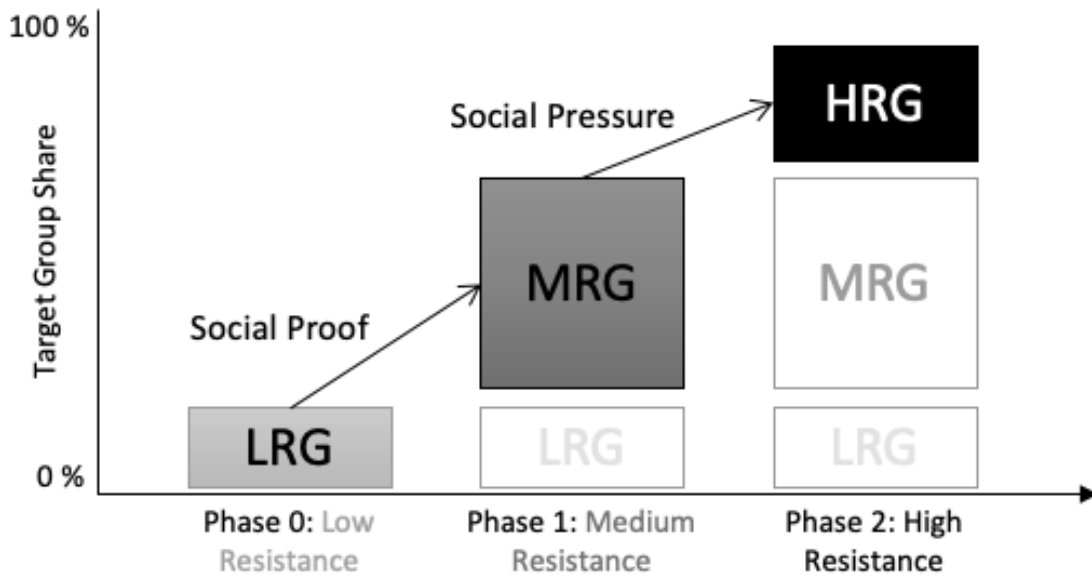 100 %
HRG
Social Pressure
MRG
MRG
Target Group Share
Social Proof
LRG
LRG
LRG
0 %
Phase 0: Low
Resistance
Phase 1: Medium
Resistance
Phase 2: High
Resistance